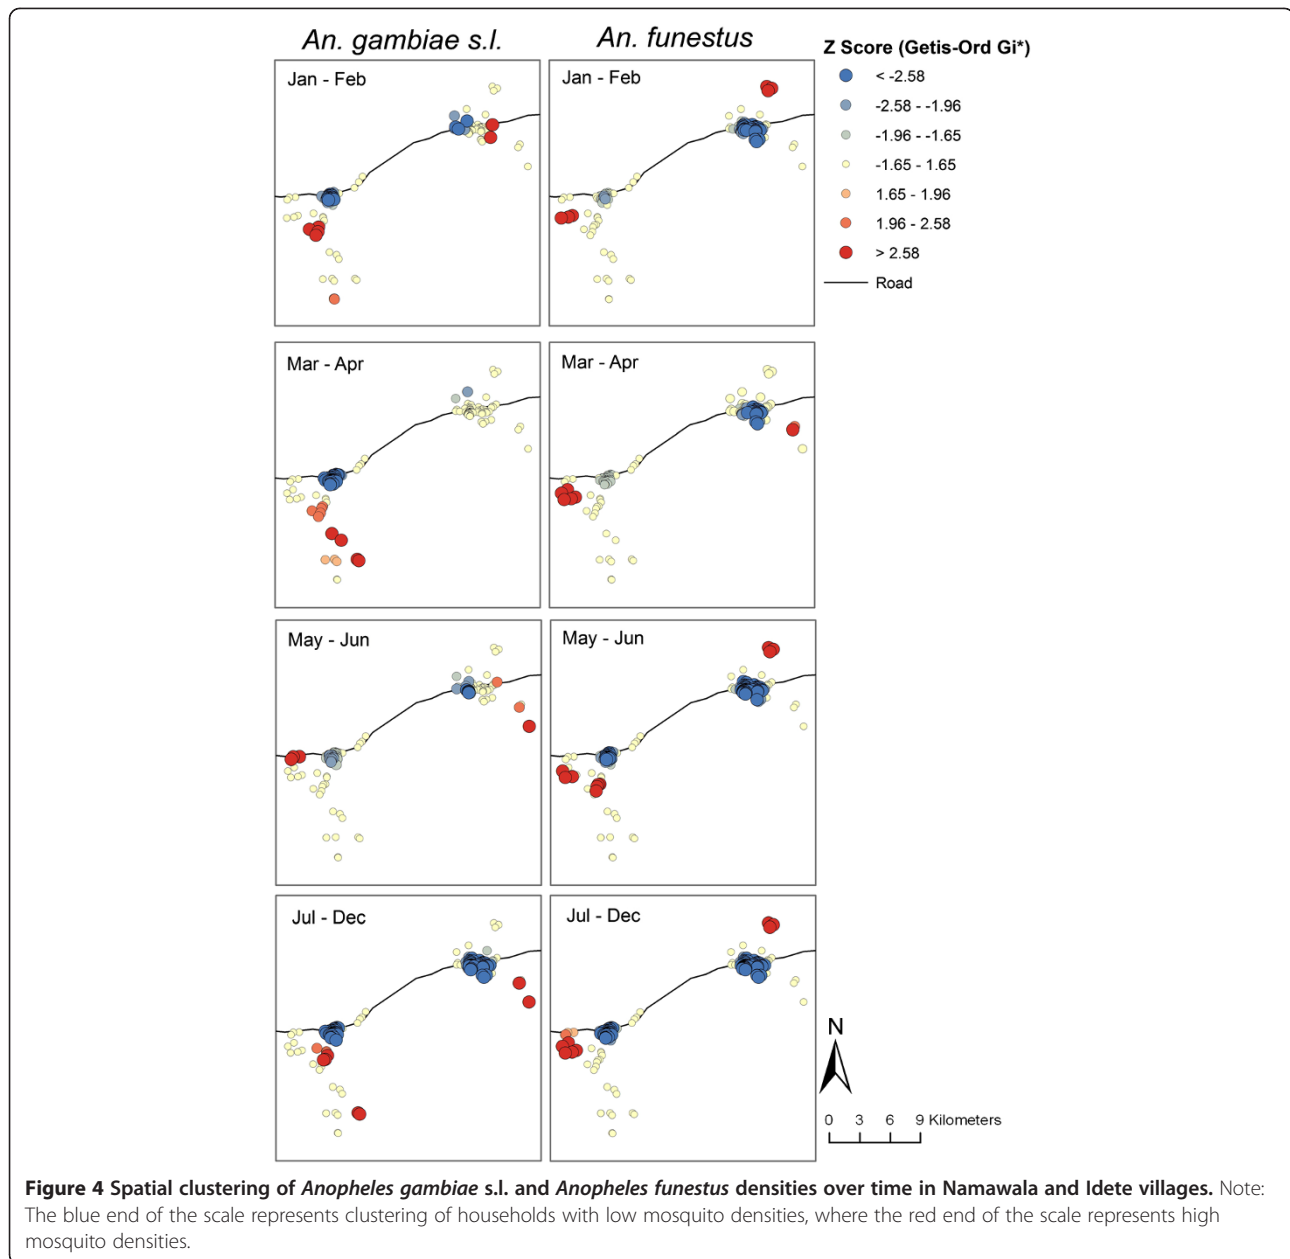 An. gambiae s.l.
An. funestus
Z Score (Getis-Ord Gi*)
< -2.58
-2.58 - -1.96
-1.96 - -1.65
-1.65 - 1.65
1.65 - 1.96
1.96 - 2.58
> 2.58
Road
Jan - Feb
Jan - Feb
Mar - Apr
Mar - Apr
May - Jun
May - Jun
Jul - Dec
Jul - Dec
N
0 3 6 9 Kilometers
Figure 4 Spatial clustering of Anopheles gambiae s.l. and Anopheles funestus densities over time in Namawala and Idete villages. Note:
The blue end of the scale represents clustering of households with low mosquito densities, where the red end of the scale represents high
mosquito densities.